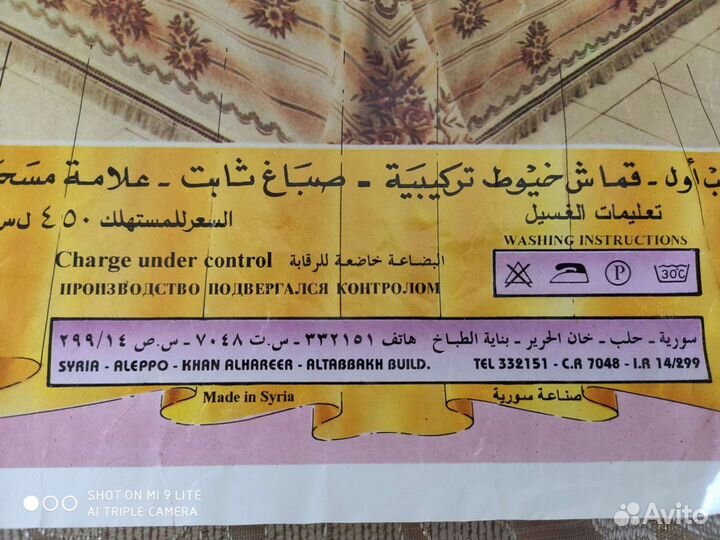 أول - قماش خيوط تركيبية - صباغ ثابت - علامة
السعر للمستهلك ٤٥٠ ل.س
تعليمات الغسيل
WASHING INSTRUCTIONS
Charge under control البضاعة خاضعة للرقابة
ПРОИЗВОДСТВО ПОДВЕРГАЛСЯ КОНТРОЛОМ
P 30C
سورية - حلب - خان الحرير - بناية الطباخ هاتف ٣٣٢١٥١ - س.ت ٧٠٤٨ - س.ص ٢٩٩/١٤
SYRIA - ALEPPO - KHAN ALHAREER - ALTABBAKH BUILD. TEL 332151 - C.R 7048 - I.R 14/299
Made in Syria صناعة سورية
SHOT ON MI 9 LITE
AI TRIPLE CAMERA
Avito